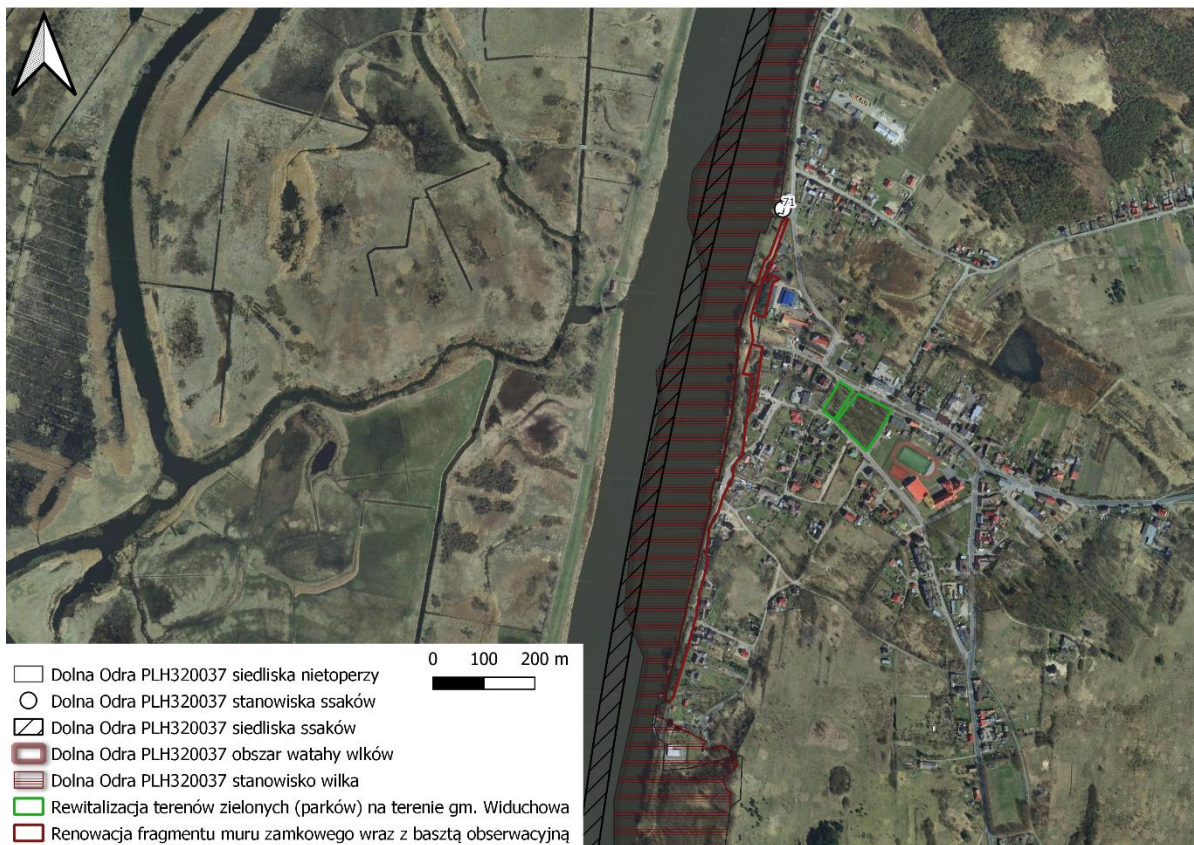 71
0 100 200 m
Dolna Odra PLH320037 siedliska nietoperzy
Dolna Odra PLH320037 stanowiska ssaków
Dolna Odra PLH320037 siedliska ssaków
Dolna Odra PLH320037 obszar watahy wlków
Dolna Odra PLH320037 stanowisko wilka
Rewitalizacja terenów zielonych (parków) na terenie gm. Widuchowa
Renowacja fragmentu muru zamkowego wraz z basztą obserwacyjną